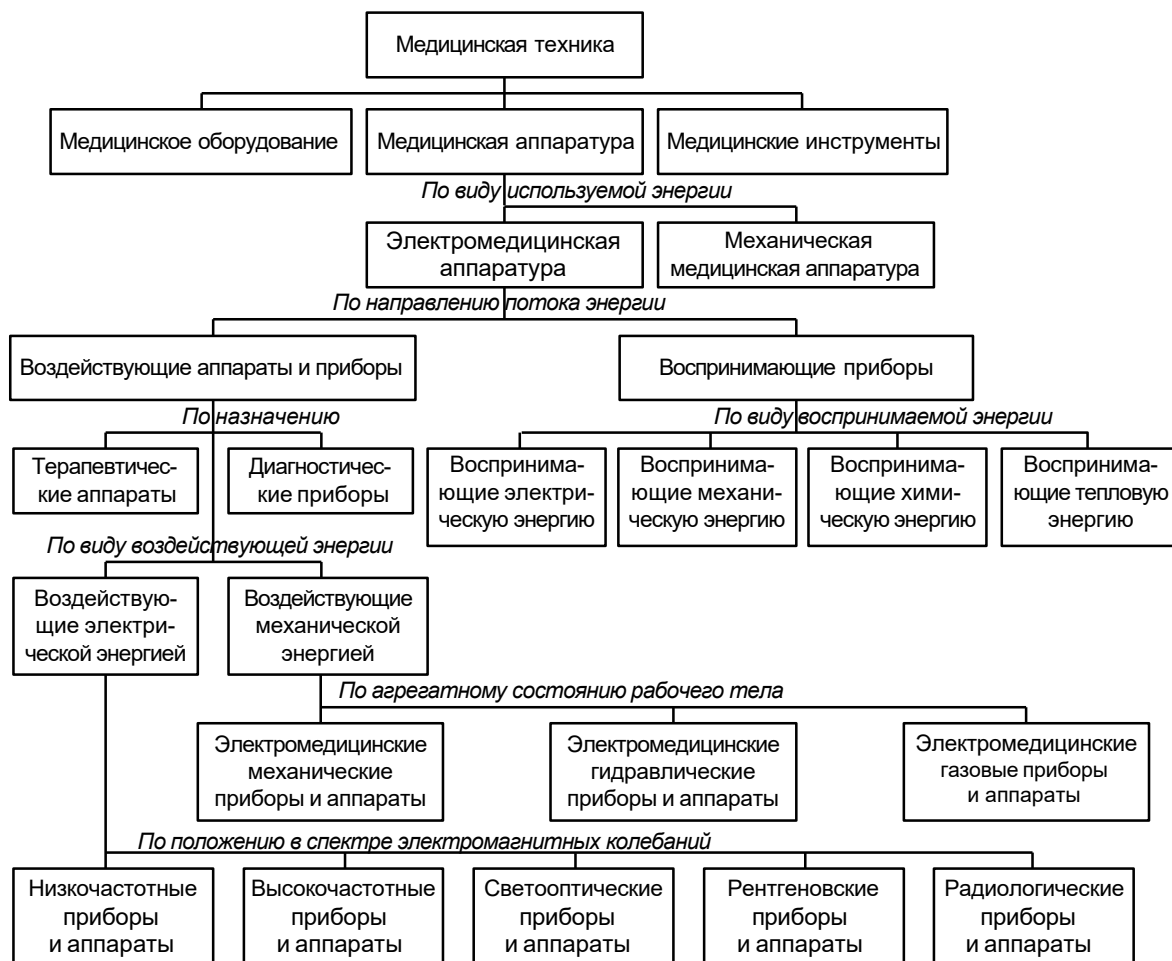 Медицинская техника
Медицинское оборудование
Медицинская аппаратура
Медицинские инструменты
По виду используемой энергии
Электромедицинская
аппаратура
Механическая
медицинская аппаратура
По направлению потока энергии
Воздействующие аппараты и приборы
Воспринимающие приборы
По назначению
По виду воспринимаемой энергии
Терапевтичес-
кие аппараты
Диагностичес-
кие приборы
Воспринима-
ющие электри-
ческую энергию
Воспринима-
ющие механи-
ческую энергию
Воспринима-
ющие хими-
ческую энергию
Воспринима-
ющие тепловую
энергию
По виду воздействующей энергии
Воздействую-
щие электри-
ческой энергией
Воздействующие
механической
энергией
По агрегатному состоянию рабочего тела
Электромедицинские
механические
приборы и аппараты
Электромедицинские
гидравлические
приборы и аппараты
Электромедицинские
газовые приборы
и аппараты
По положению в спектре электромагнитных колебаний
Низкочастотные
приборы
и аппараты
Высокочастотные
приборы
и аппараты
Светооптические
приборы
и аппараты
Рентгеновские
приборы
и аппараты
Радиологические
приборы
и аппараты